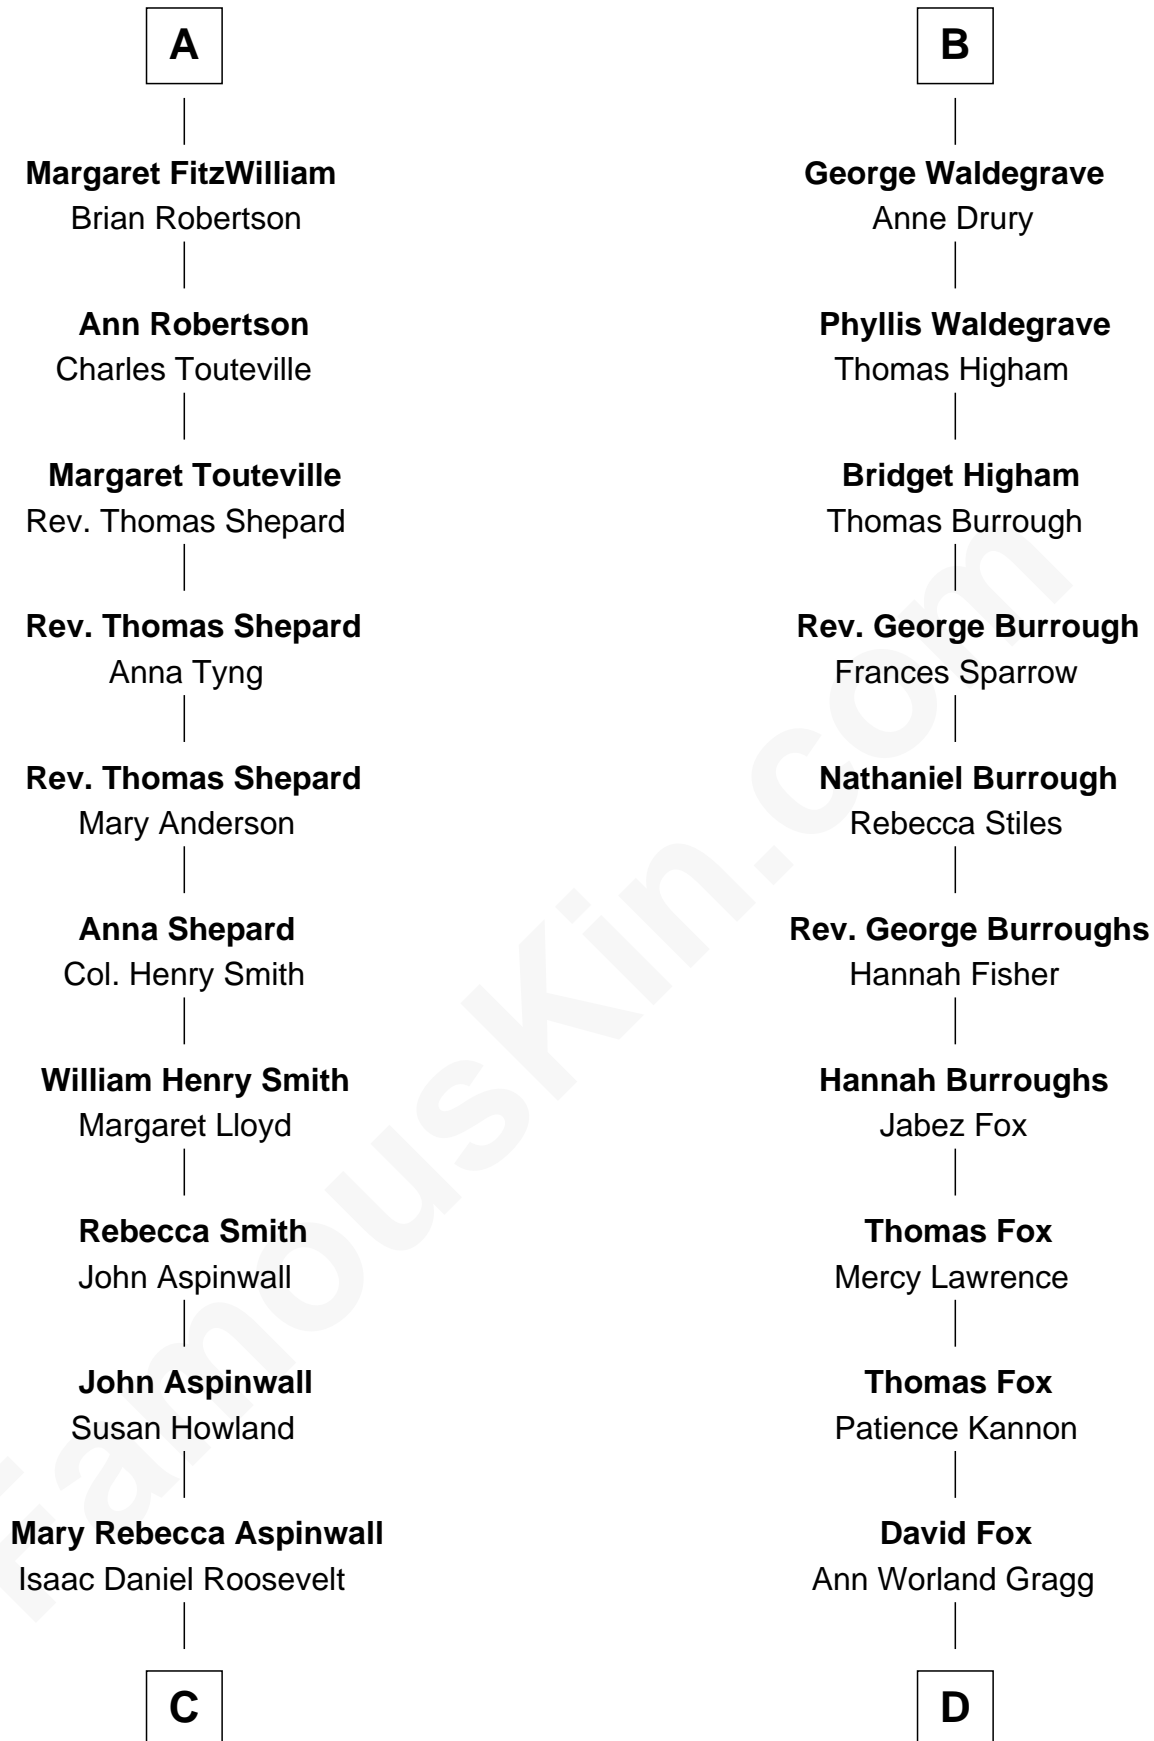 A
Margaret FitzWilliam
Brian Robertson
Ann Robertson
Charles Touteville
Margaret Touteville
Rev. Thomas Shepard
Rev. Thomas Shepard
Anna Tyng
Rev. Thomas Shepard
Mary Anderson
Anna Shepard
Col. Henry Smith
William Henry Smith
Margaret Lloyd
Rebecca Smith
John Aspinwall
John Aspinwall
Susan Howland
Mary Rebecca Aspinwall
Isaac Daniel Roosevelt
C
B
George Waldegrave
Anne Drury
Phyllis Waldegrave
Thomas Higham
Bridget Higham
Thomas Burrough
Rev. George Burrough
Frances Sparrow
Nathaniel Burrough
Rebecca Stiles
Rev. George Burroughs
Hannah Fisher
Hannah Burroughs
Jabez Fox
Thomas Fox
Mercy Lawrence
Thomas Fox
Patience Kannon
David Fox
Ann Worland Gragg
D
FamousKin.com